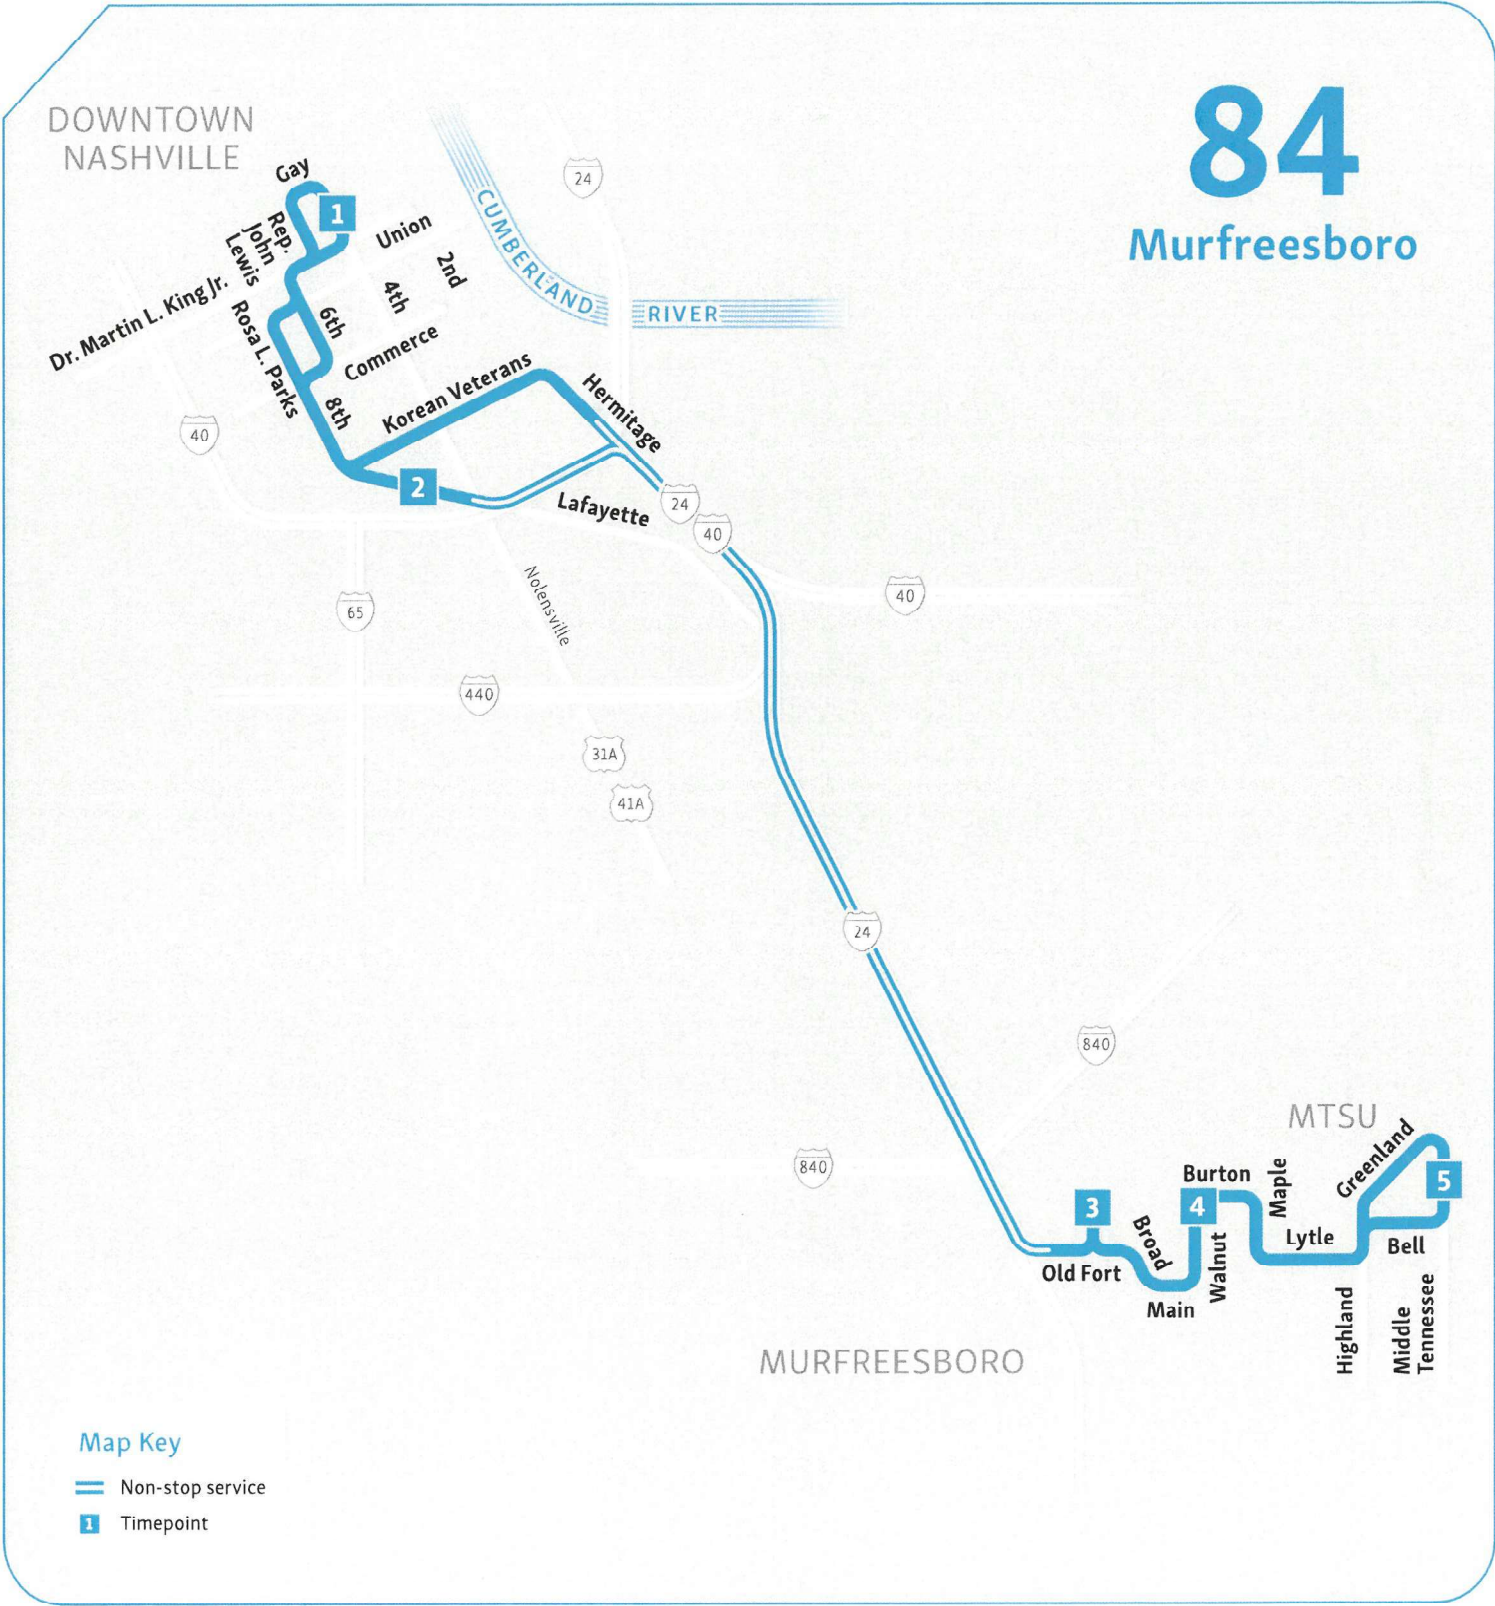 DOWNTOWN
NASHVILLE
84
Murfreesboro
Gay
1
Rep.
John
Lewis
Union
2nd
4th
24
CUMBERLAND
RIVER
Dr. Martin L. King Jr.
Rosa L. Parks
6th
Commerce
8th
Korean Veterans
Hermitage
40
2
Lafayette
24
40
Nolensville
65
40
440
31A
41A
24
840
840
MTSU
Greenland
5
Burton
Maple
3
4
Broad
Lytle
Bell
Old Fort
Walnut
Main
Highland
Middle
Tennessee
MURFREESBORO
Map Key
Non-stop service
1 Timepoint